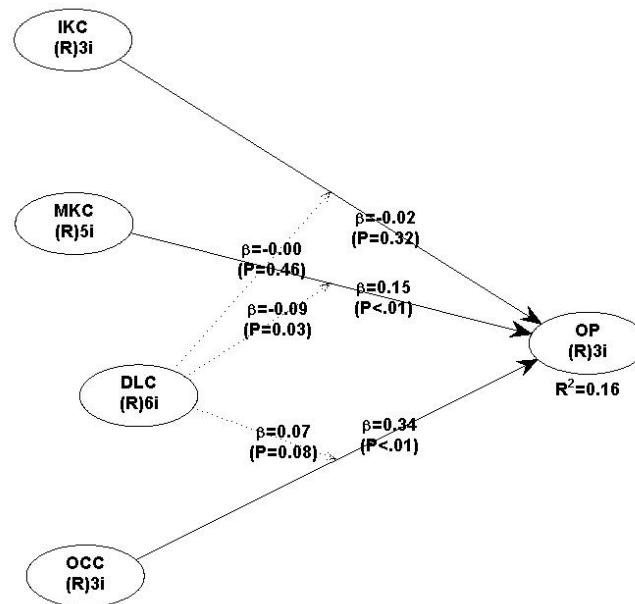 IKC
(R)3i
β=-0.02
(P=0.32)
MKC
(R)5i
β=-0.00
(P=0.46)
β=0.15
(P<.01)
β=-0.09
(P=0.03)
OP
(R)3i
R²=0.16
DLC
(R)6i
β=0.07
(P=0.08)
β=0.34
(P<.01)
OCC
(R)3i